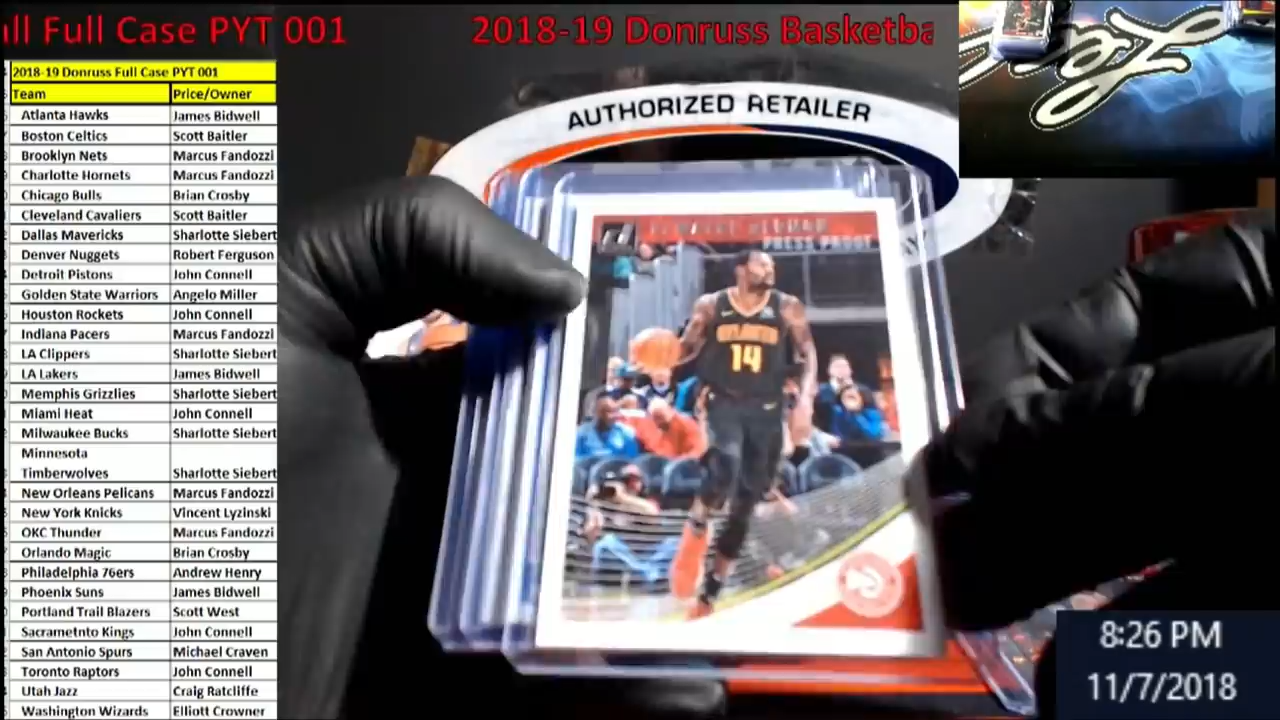 ll Full Case PYT 001 2018-19 Donruss Basketba
2018-19 Donruss Full Case PYT 001
Team Price/Owner
Atlanta Hawks James Bidwell
Boston Celtics Scott Baitler
Brooklyn Nets Marcus Fandozzi
Charlotte Hornets Marcus Fandozzi
Chicago Bulls Brian Crosby
Cleveland Cavaliers Scott Baitler
Dallas Mavericks Sharlotte Siebert
Denver Nuggets Robert Ferguson
Detroit Pistons John Connell
Golden State Warriors Angelo Miller
Houston Rockets John Connell
Indiana Pacers Marcus Fandozzi
LA Clippers Sharlotte Siebert
LA Lakers James Bidwell
Memphis Grizzlies Sharlotte Siebert
Miami Heat John Connell
Milwaukee Bucks Sharlotte Siebert
Minnesota
Timberwolves Sharlotte Siebert
New Orleans Pelicans Marcus Fandozzi
New York Knicks Vincent Lyzinski
OKC Thunder Marcus Fandozzi
Orlando Magic Brian Crosby
Philadelphia 76ers Andrew Henry
Phoenix Suns James Bidwell
Portland Trail Blazers Scott West
Sacrametnto Kings John Connell
San Antonio Spurs Michael Craven
Toronto Raptors John Connell
Utah Jazz Craig Ratcliffe
Washington Wizards Elliott Crowner
AUTHORIZED RETAILER
PRESS PROOF
ATLANTA
14
8:26 PM
11/7/2018